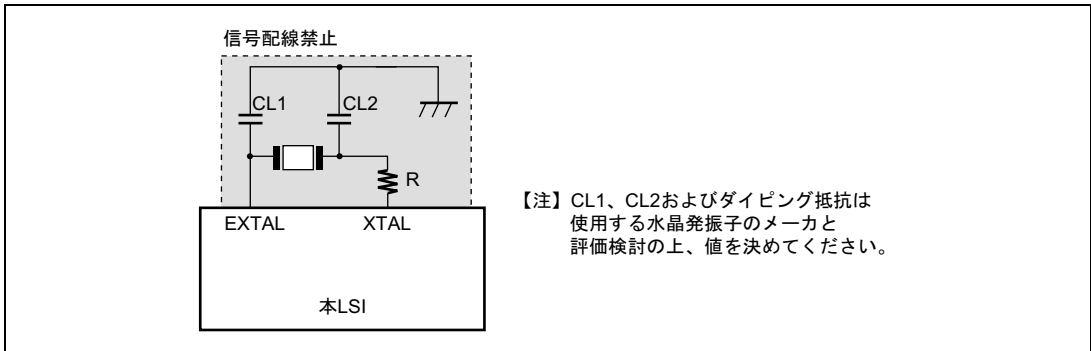 信号配線禁止
CL1
CL2
R
EXTAL
XTAL
本LSI
【注】CL1、CL2およびダイピング抵抗は
使用する水晶発振子のメーカと
評価検討の上、値を決めてください。